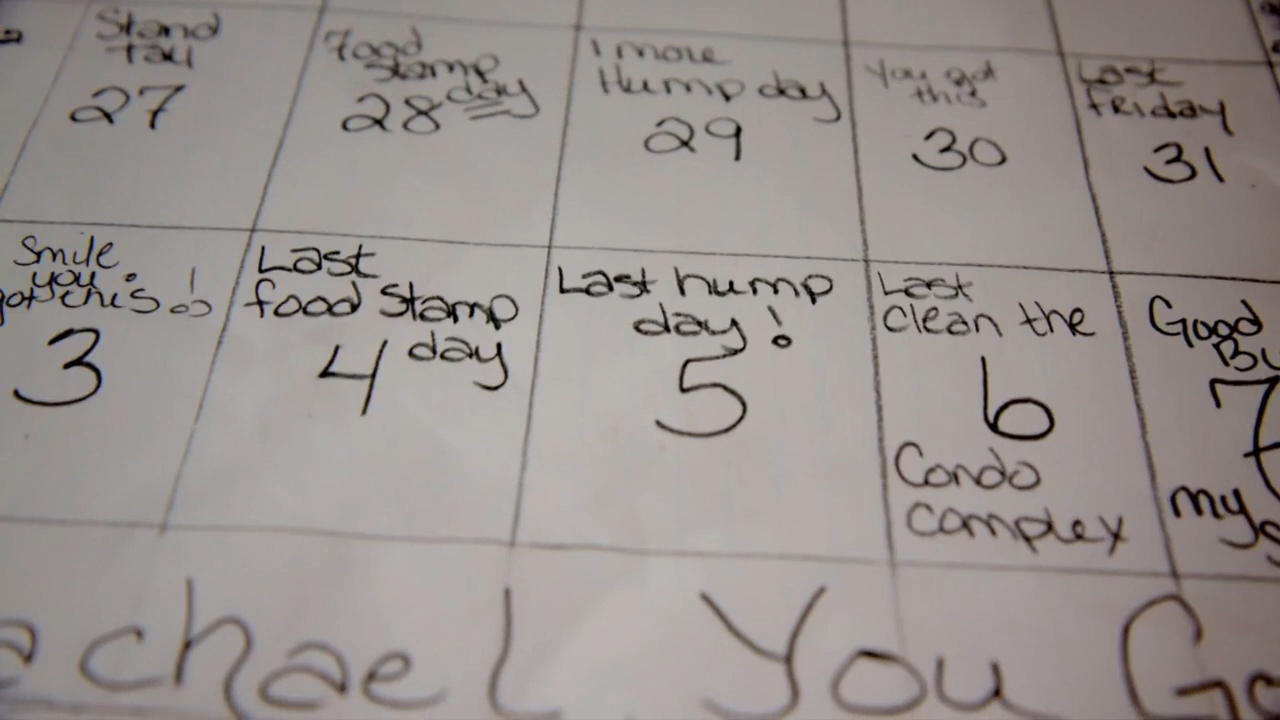 Stand
Tall
27
Food
Stamp
day
28
1 more
Hump day
29
You got
this
30
Last
FRiday
31
Smile
you
got this!
3
Last
food Stamp
day
4
Last hump
day!
5
Last
clean the
6
Condo
complex
Good
7
my
achael You